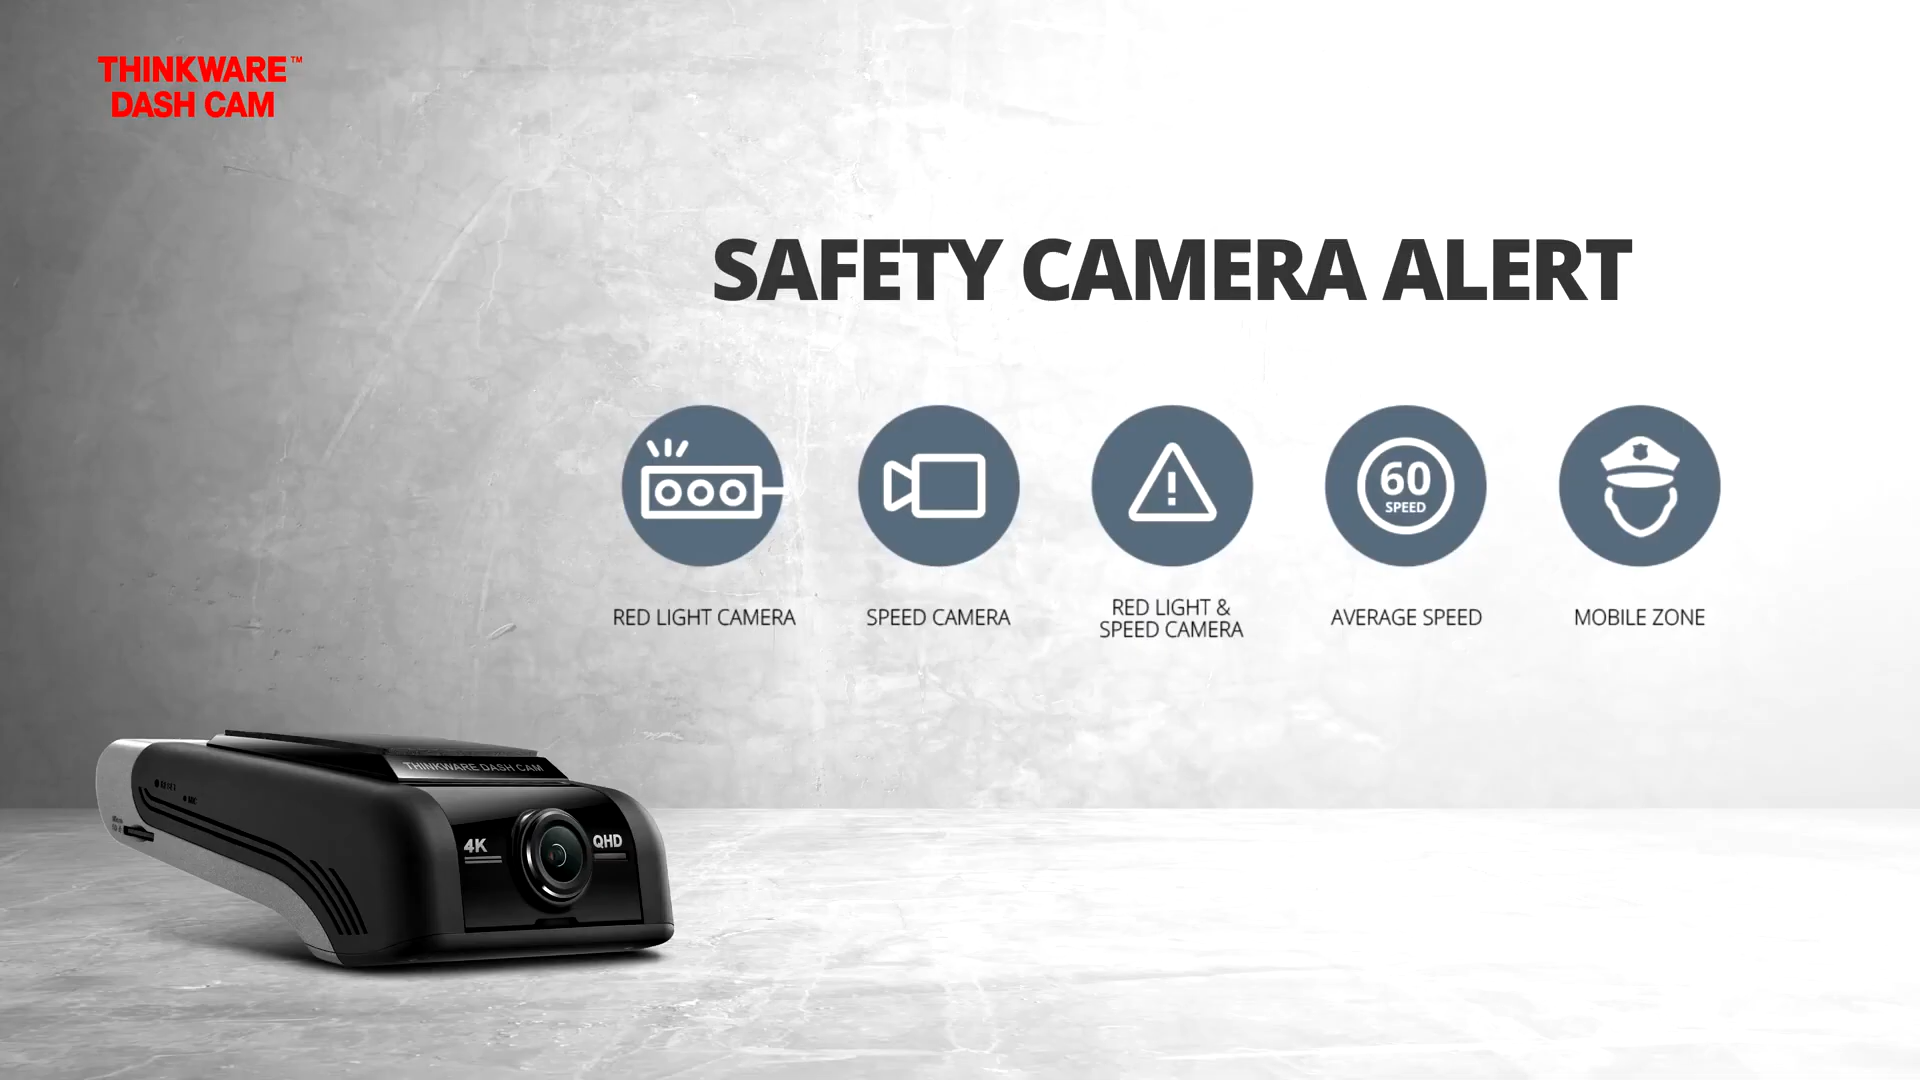 THINKWARE™
DASH CAM
SAFETY CAMERA ALERT
60
SPEED
RED LIGHT CAMERA
SPEED CAMERA
RED LIGHT &
SPEED CAMERA
AVERAGE SPEED
MOBILE ZONE
THINKWARE DASH CAM
4K
QHD